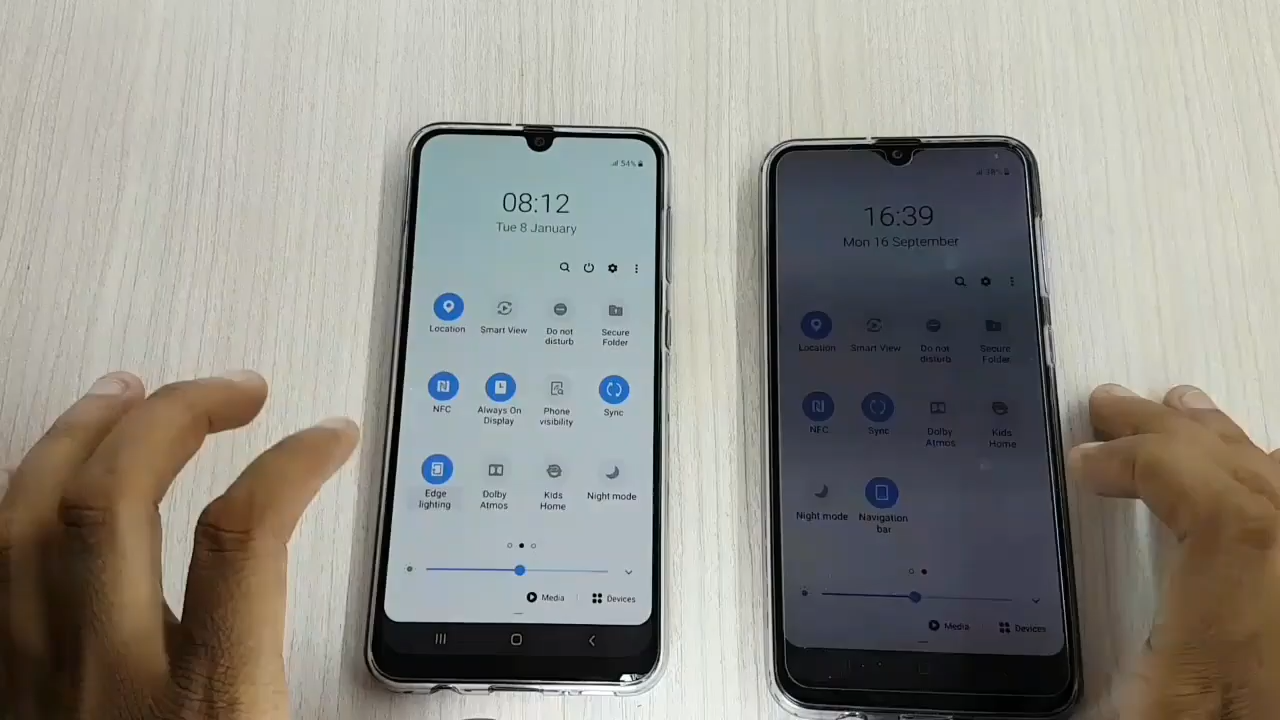 54%
08:12
Tue 8 January
Location
Smart View
Do not
disturb
Secure
Folder
NFC
Always On
Display
Phone
visibility
Sync
Edge
lighting
Dolby
Atmos
Kids
Home
Night mode
Media
Devices
16:39
Mon 16 September
Location
Smart View
Do not
disturb
Secure
Folder
NFC
Sync
Dolby
Atmos
Kids
Home
Night mode
Navigation
bar
Media
Devices